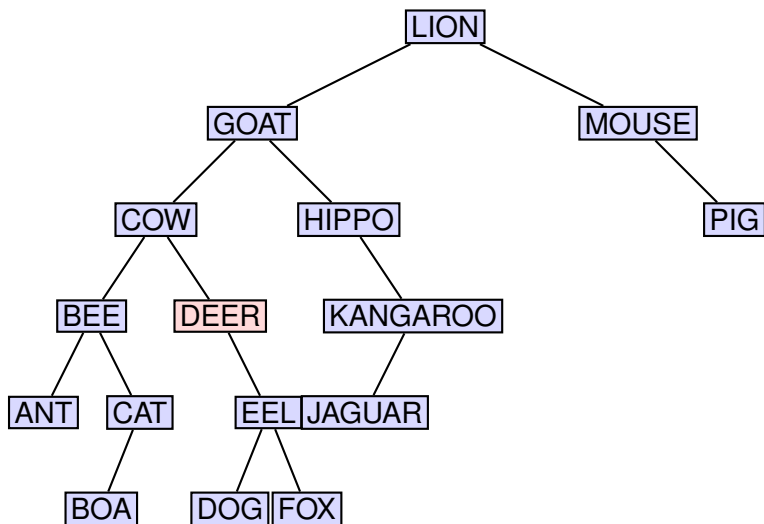 LION
GOAT MOUSE
COW HIPPO PIG
BEE DEER KANGAROO
ANT CAT EEL JAGUAR
BOA DOG FOX